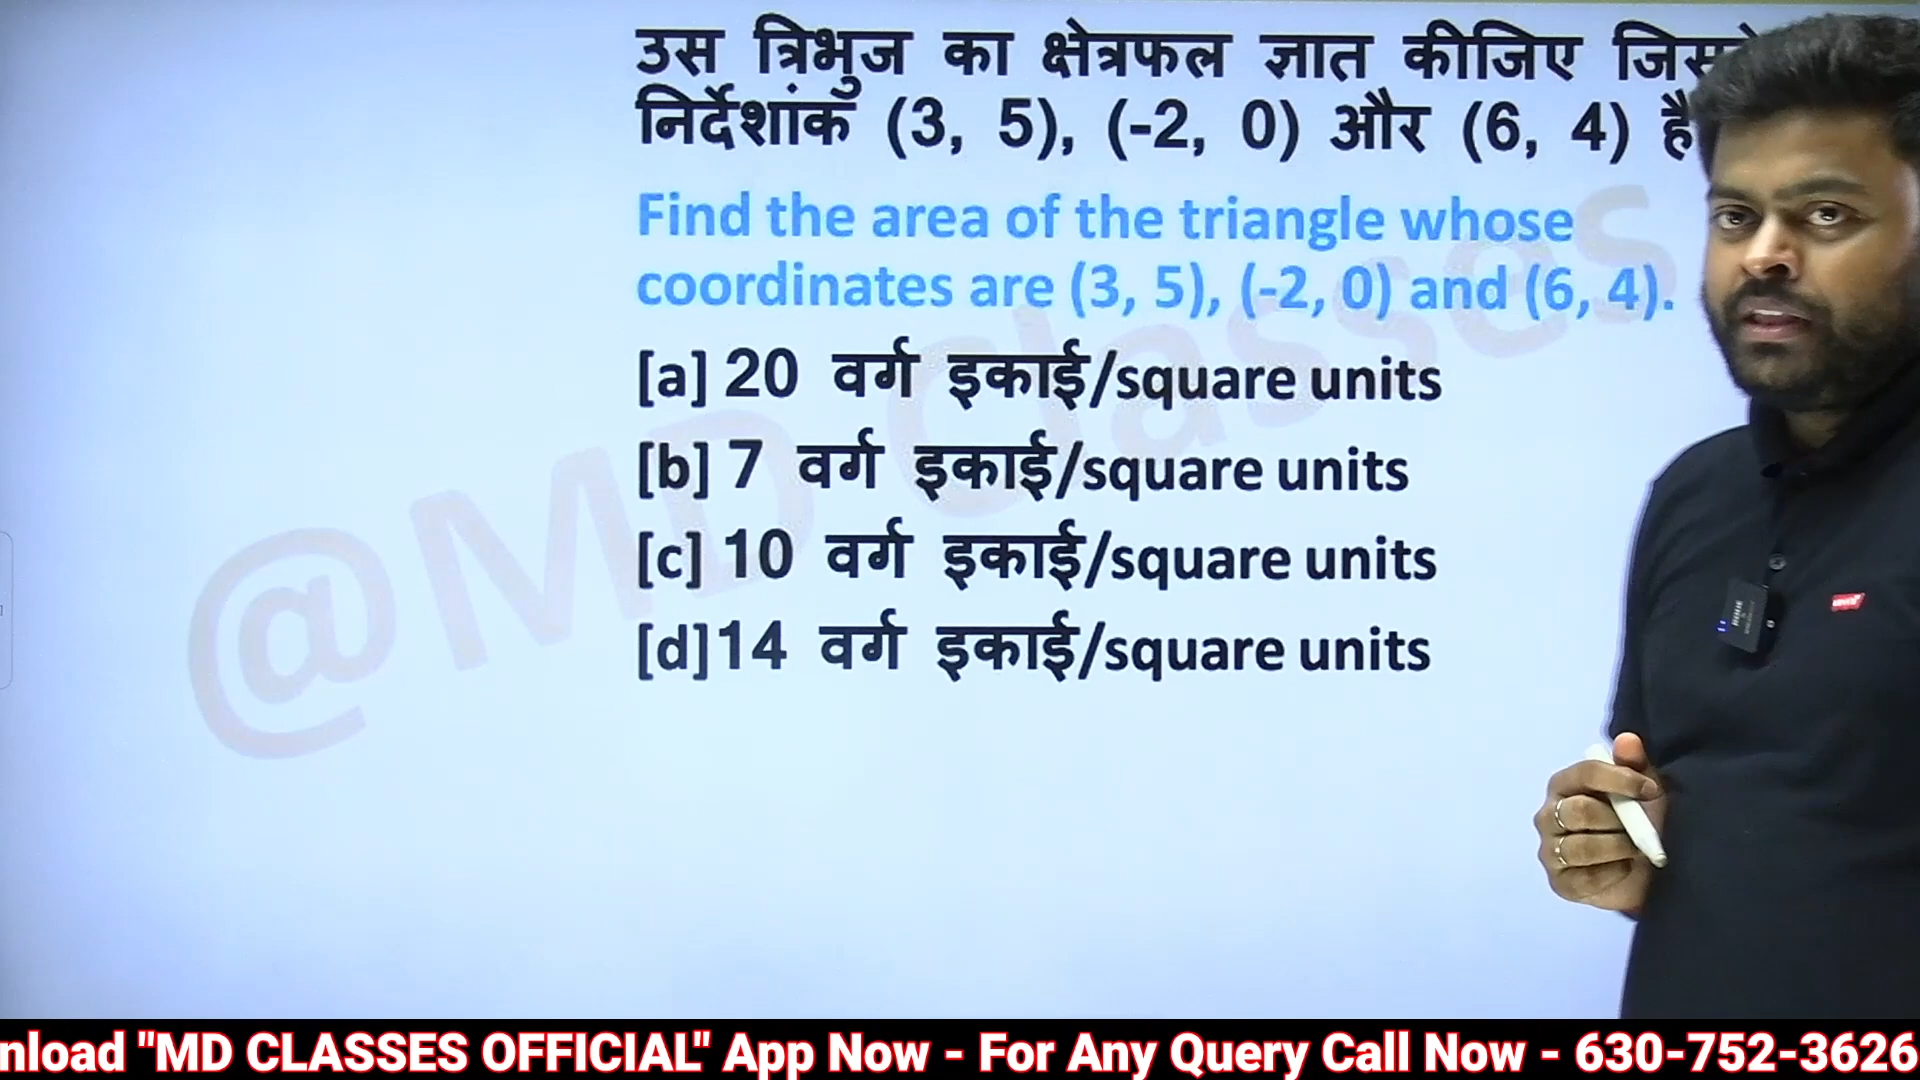 उस त्रिभुज का क्षेत्रफल ज्ञात कीजिए
निर्देशांक (3, 5), (-2, 0) और (6, 4)
Find the area of the triangle whose
coordinates are (3, 5), (-2, 0) and (6, 4).
[a] 20 वर्ग इकाई/square units
[b] 7 वर्ग इकाई/square units
[c] 10 वर्ग इकाई/square units
[d]14 वर्ग इकाई/square units
@MD Classes
"MD CLASSES OFFICIAL" App Now - For Any Query Call Now - 630-752-3626